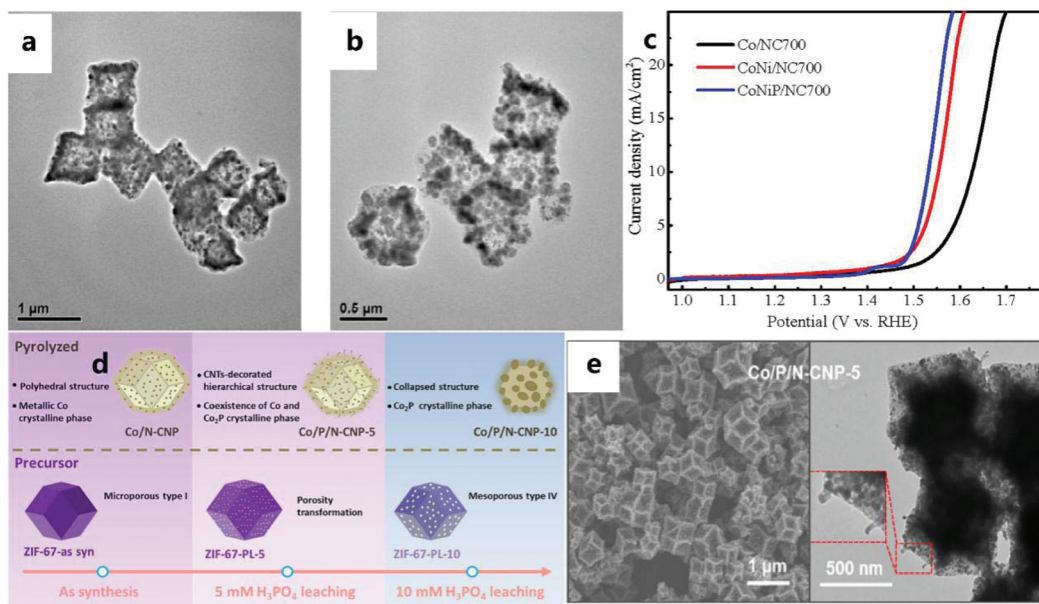 a
1 μm
b
0.5 μm
c
Co/NC700
CoNi/NC700
CoNiP/NC700
Current density (mA/cm²)
20
15
10
5
0
1.0 1.1 1.2 1.3 1.4 1.5 1.6 1.7
Potential (V vs. RHE)
Pyrolyzed
d
• Polyhedral structure
• Metallic Co
crystalline phase
Co/N-CNP
• CNTs-decorated
hierarchical structure
• Coexistence of Co and
Co₂P crystalline phase
Co/P/N-CNP-5
• Collapsed structure
• Co₂P crystalline phase
Co/P/N-CNP-10
Precursor
Microporous type I
ZIF-67-as syn
Porosity
transformation
ZIF-67-PL-5
Mesoporous type IV
ZIF-67-PL-10
As synthesis
5 mM H₃PO₄ leaching
10 mM H₃PO₄ leaching
e
Co/P/N-CNP-5
1 μm
500 nm